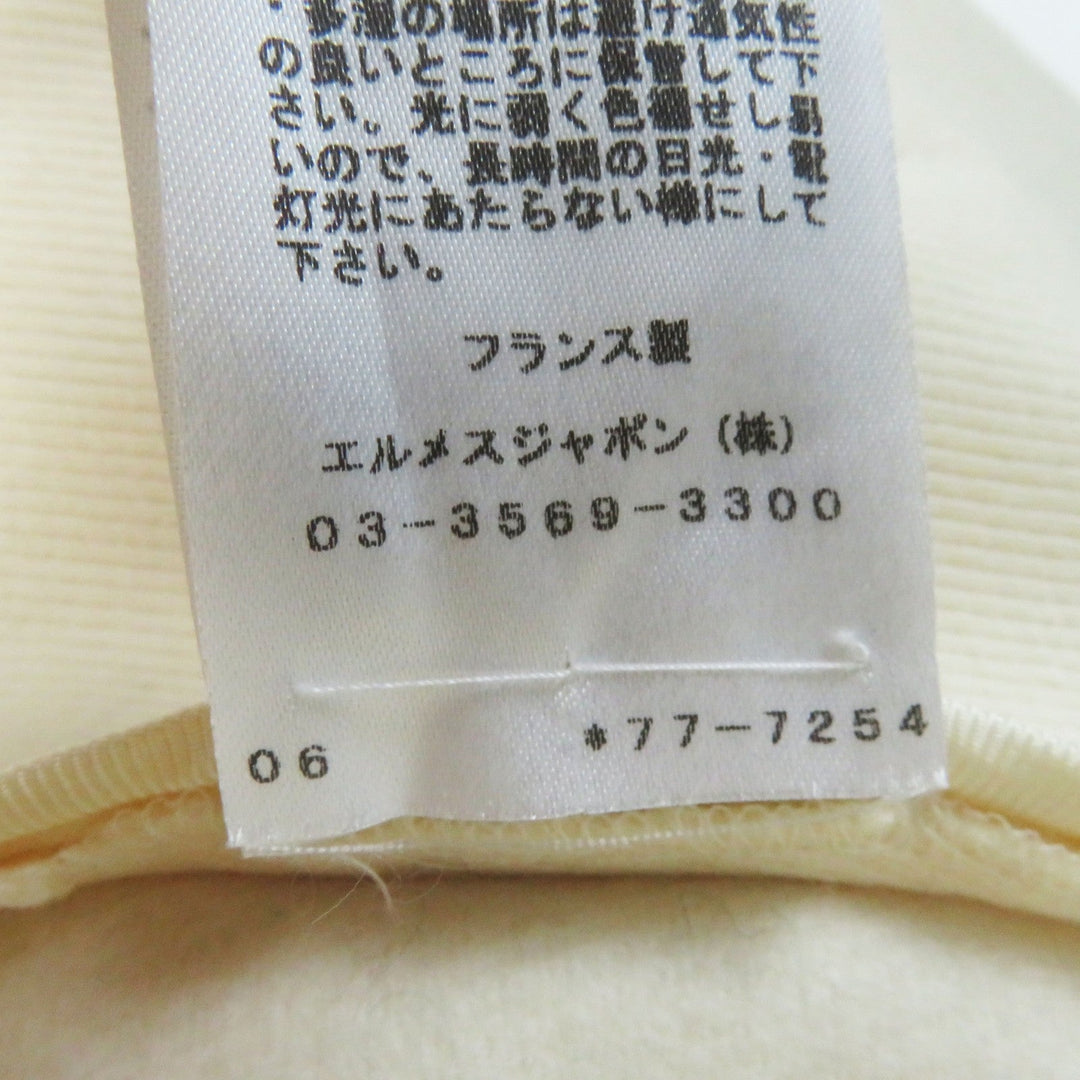 ・多湿の場所は避け通気性
の良いところに保管して下
さい。光に弱く色褪せし易
いので、長時間の日光・電
灯光にあたらない様にして
下さい。
フランス製
エルメスジャポン（株）
03-3569-3300
06 *77-7254